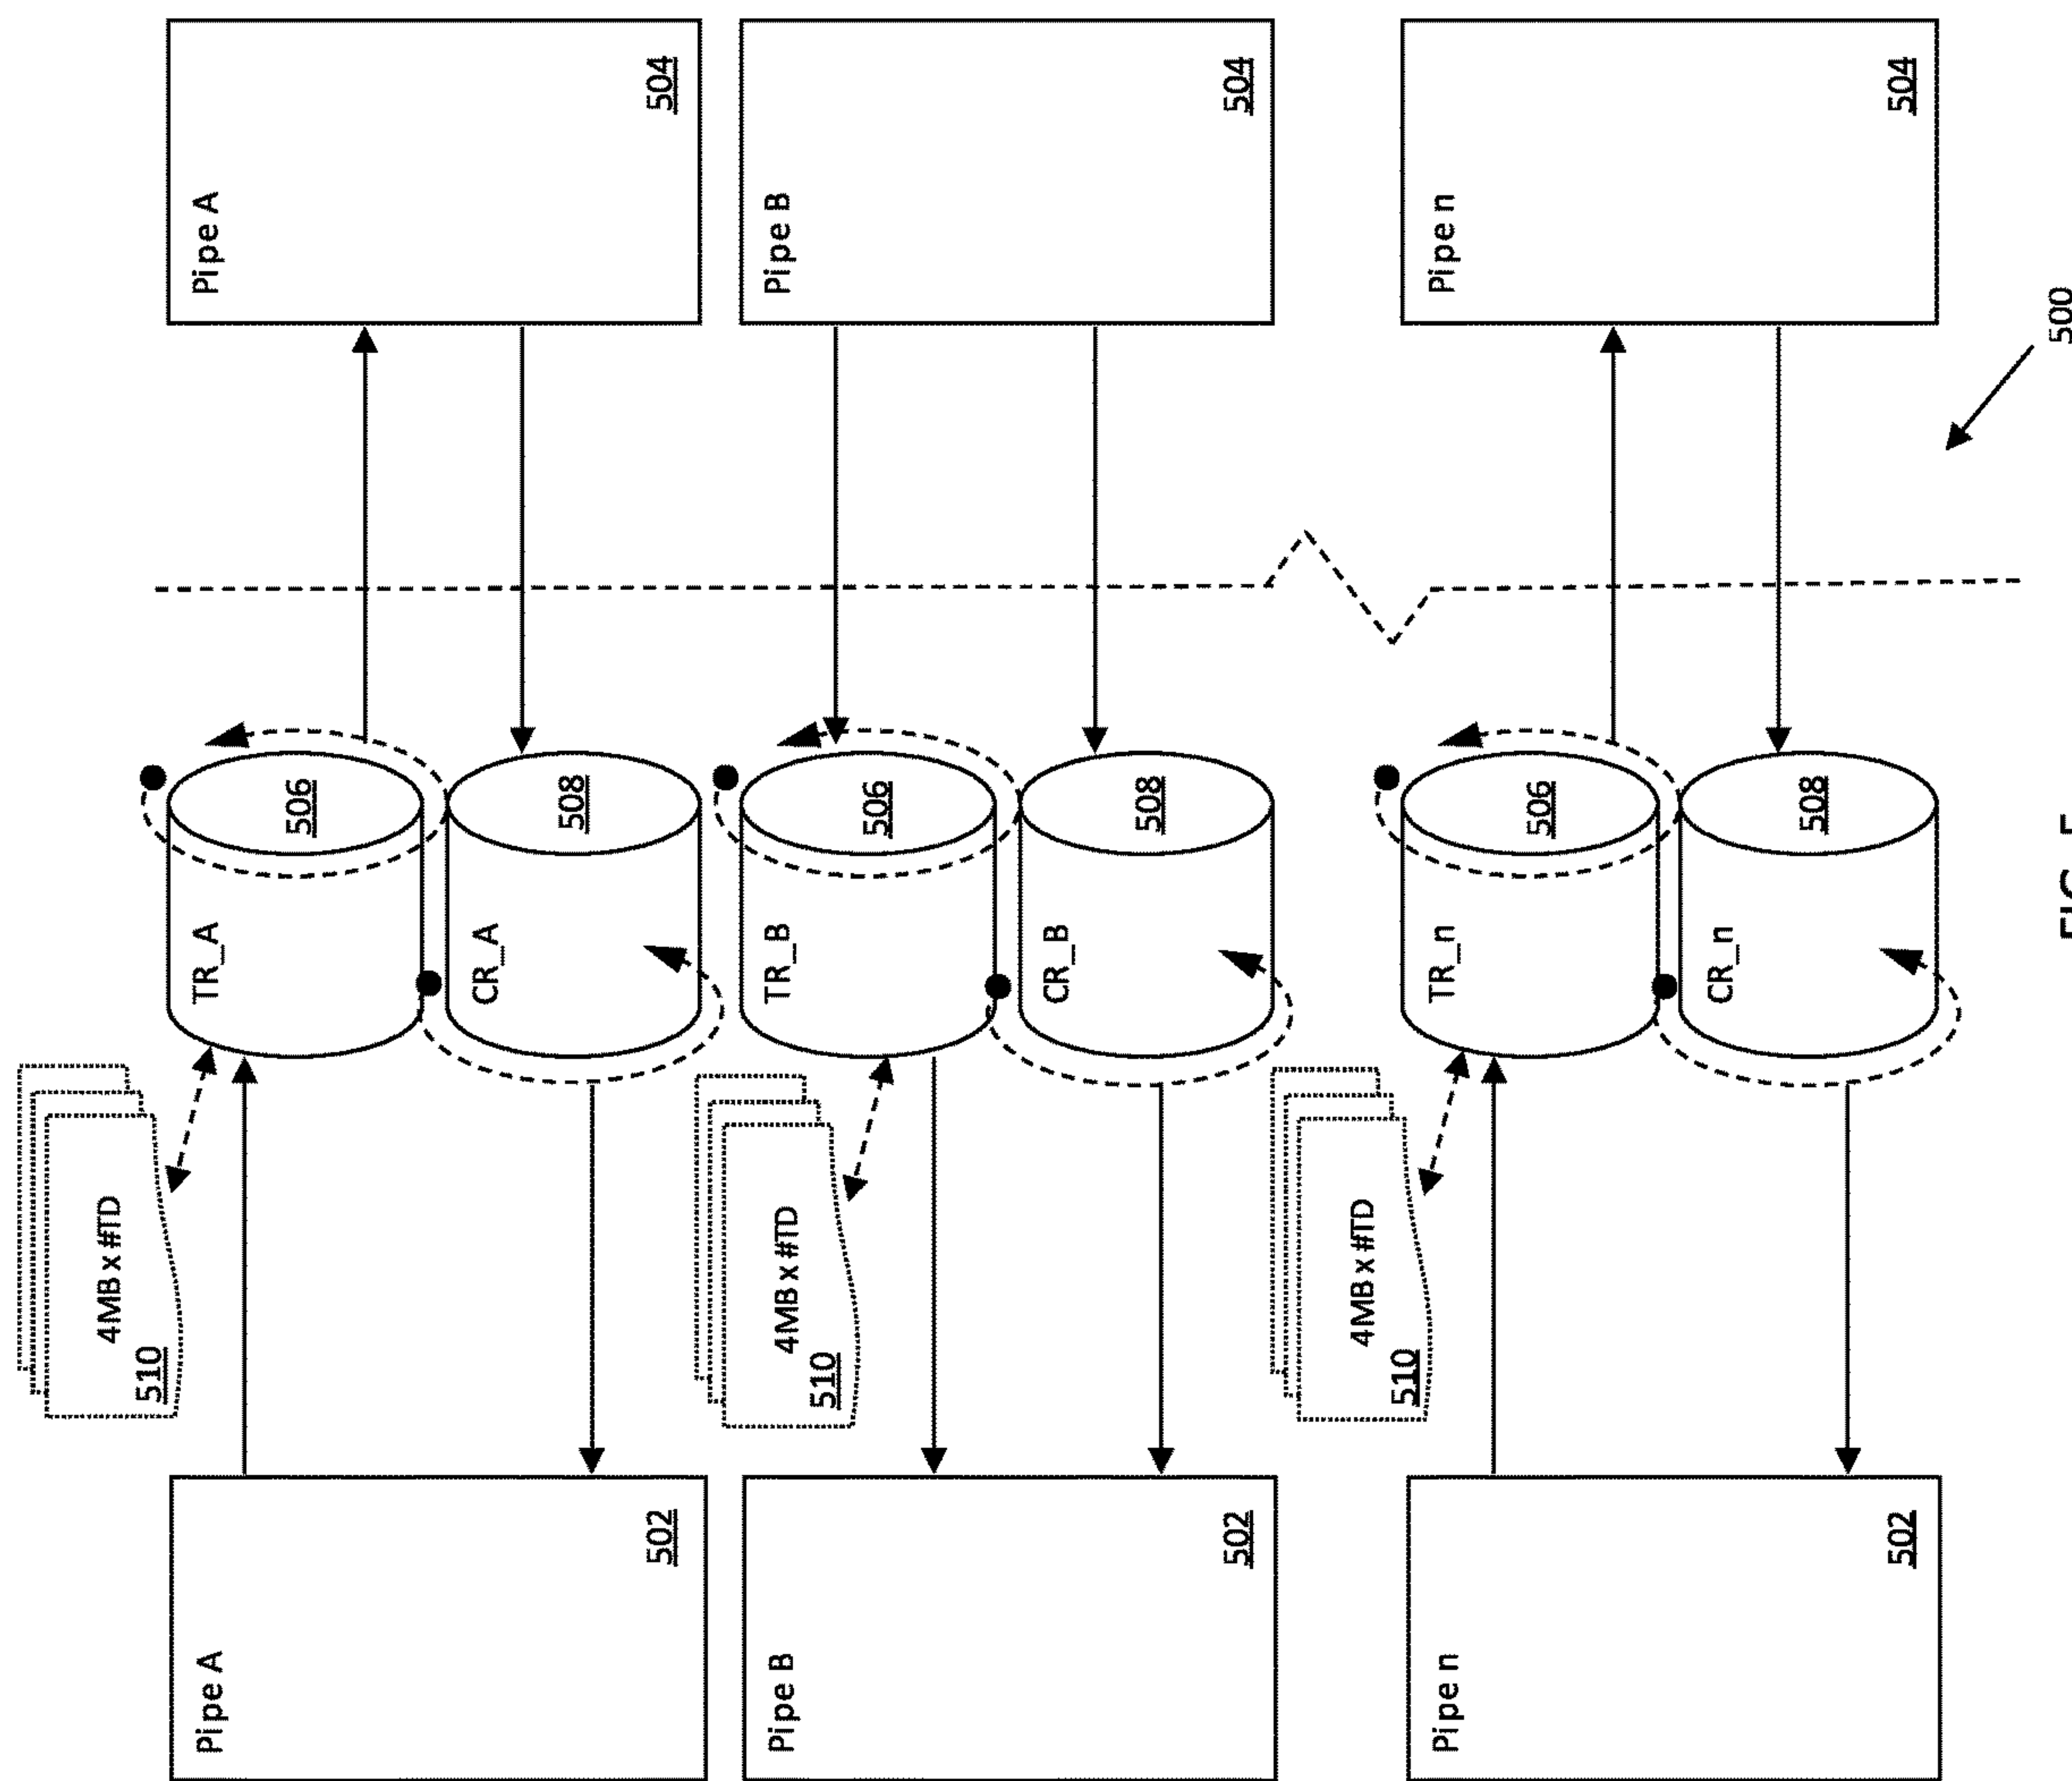 4MB x #TD
510
Pipe A
502
TR_A
506
CR_A
508
Pipe A
504
4MB x #TD
510
Pipe B
502
TR_B
506
CR_B
508
Pipe B
504
4MB x #TD
510
Pipe n
502
TR_n
506
CR_n
508
Pipe n
504
500